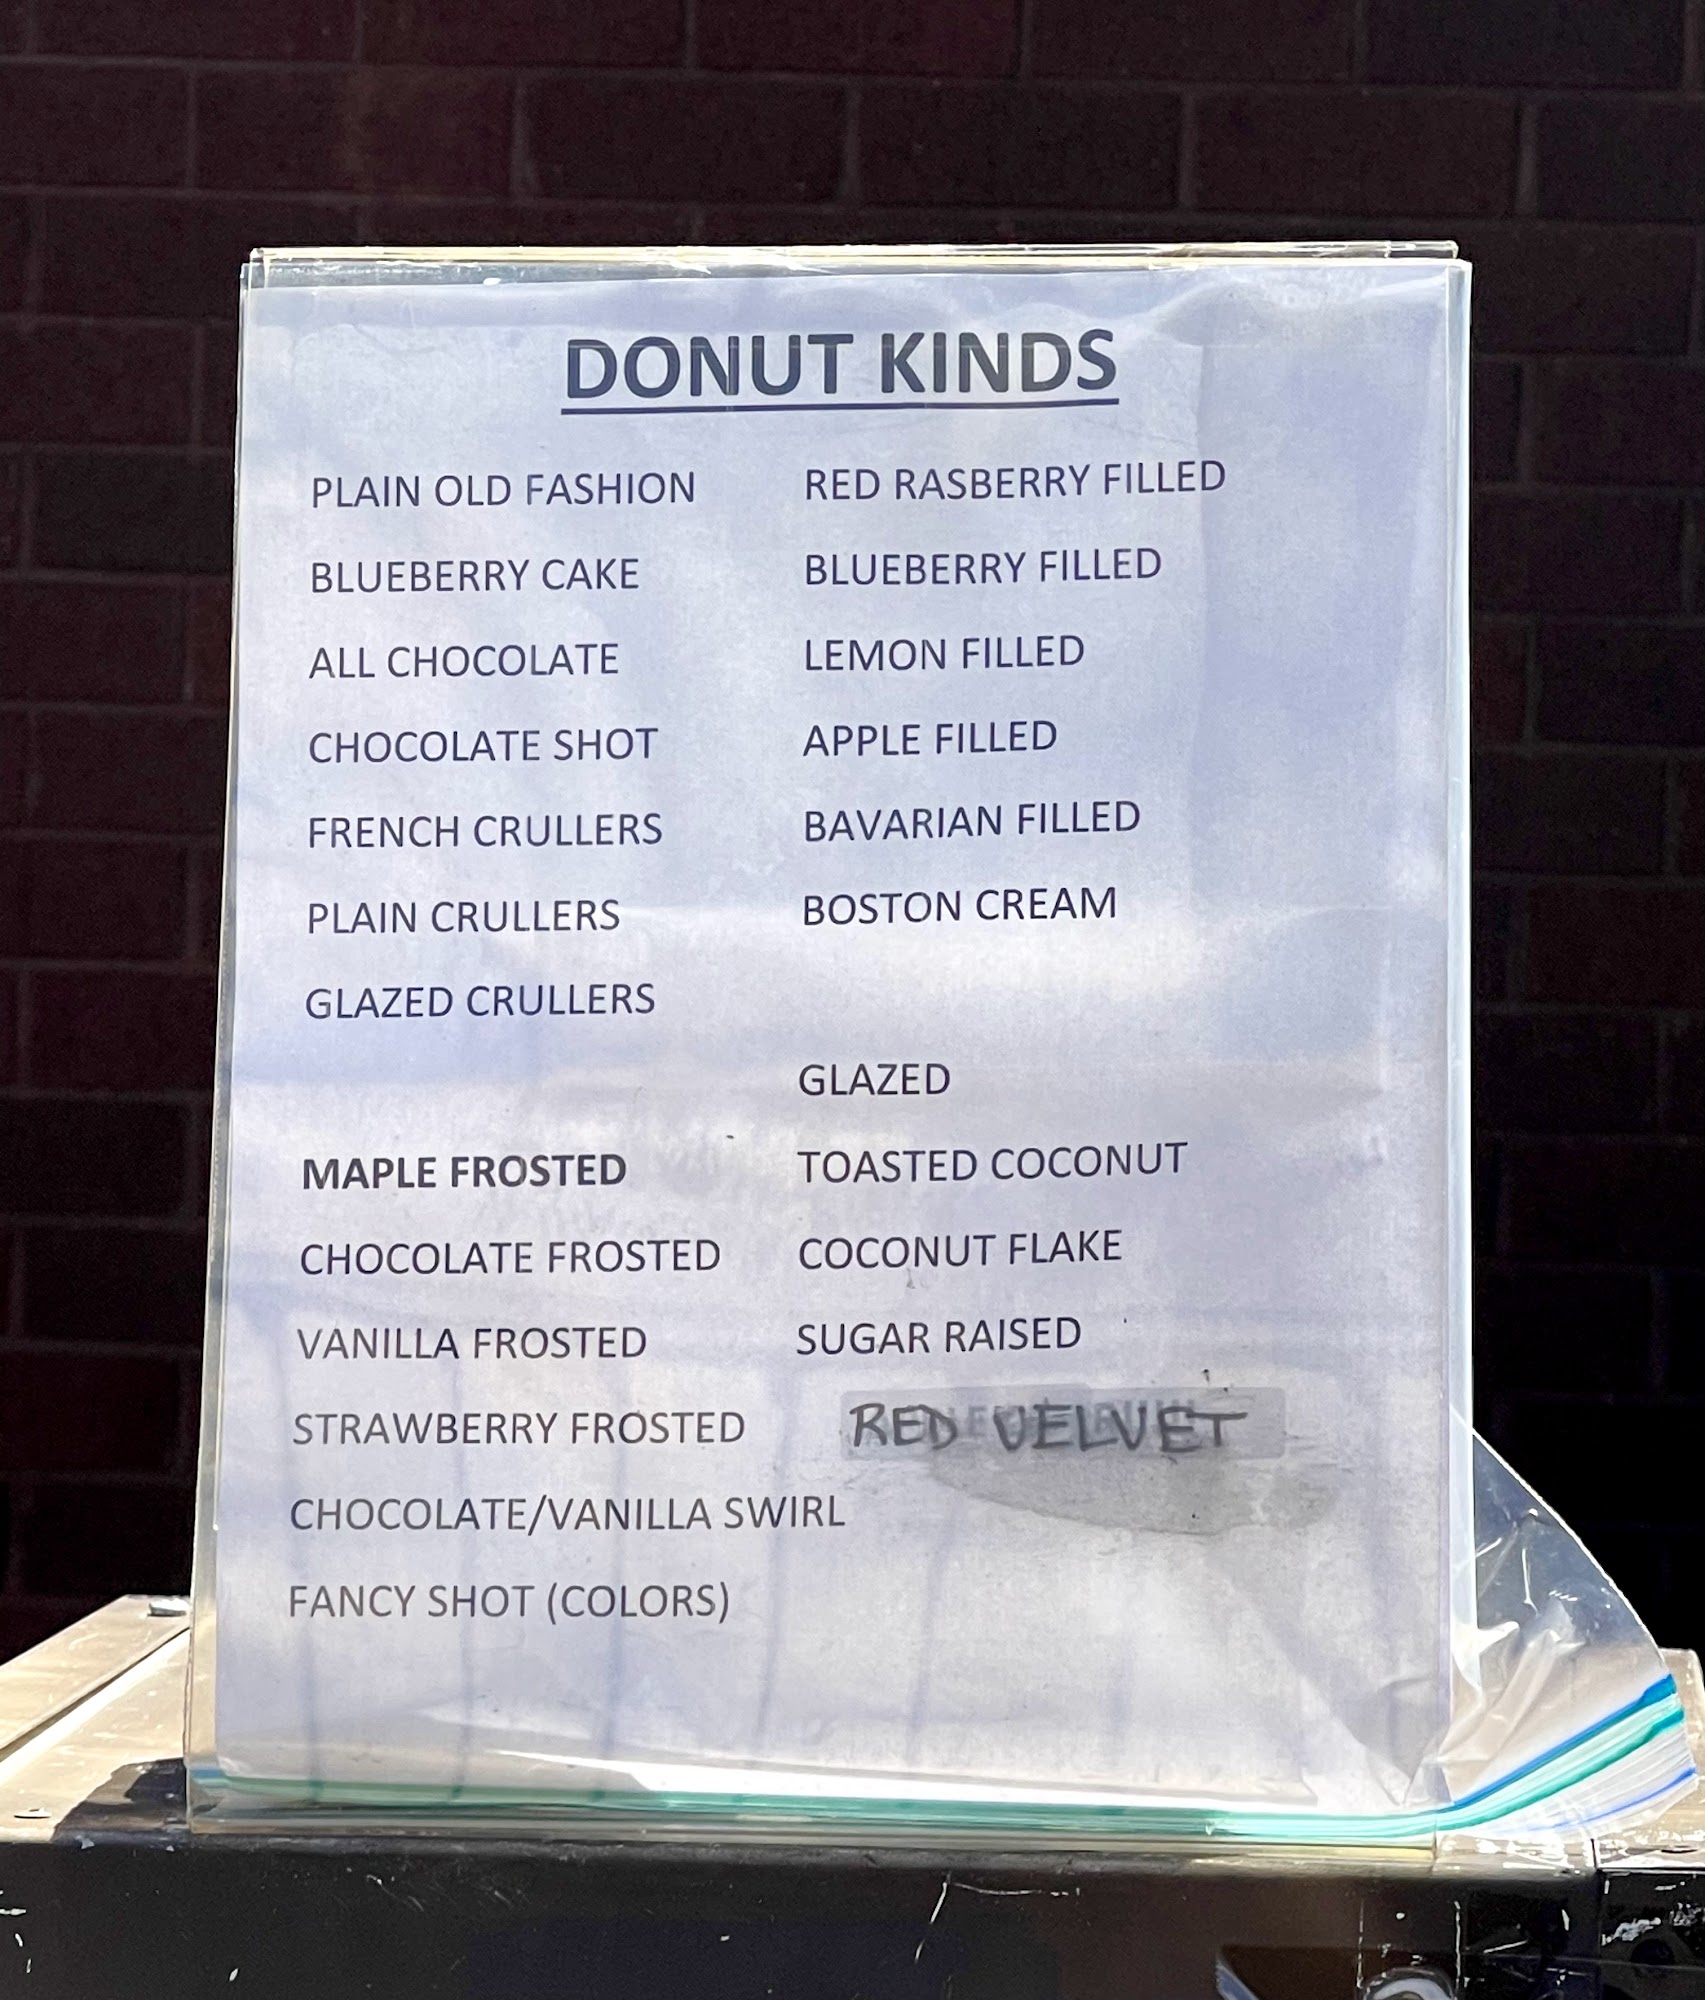 DONUT KINDS
PLAIN OLD FASHION
BLUEBERRY CAKE
ALL CHOCOLATE
CHOCOLATE SHOT
FRENCH CRULLERS
PLAIN CRULLERS
GLAZED CRULLERS
MAPLE FROSTED
CHOCOLATE FROSTED
VANILLA FROSTED
STRAWBERRY FROSTED
CHOCOLATE/VANILLA SWIRL
FANCY SHOT (COLORS)
RED RASBERRY FILLED
BLUEBERRY FILLED
LEMON FILLED
APPLE FILLED
BAVARIAN FILLED
BOSTON CREAM
GLAZED
TOASTED COCONUT
COCONUT FLAKE
SUGAR RAISED
RED VELVET